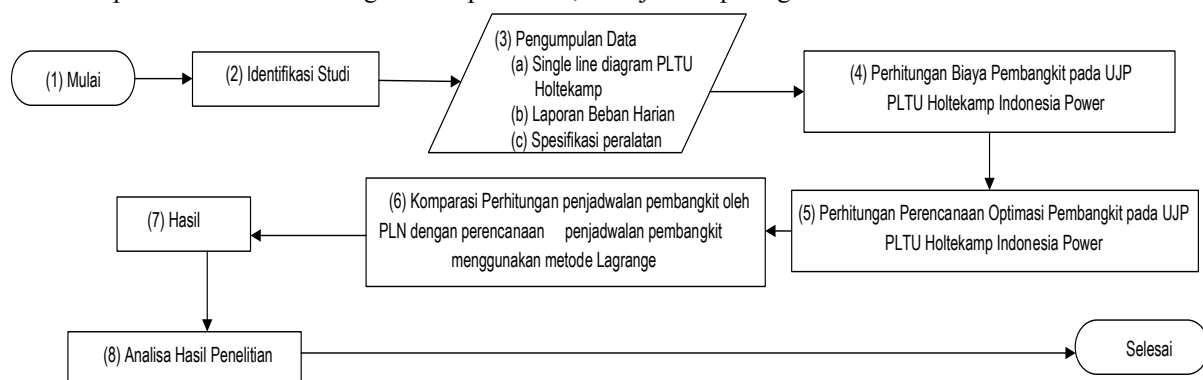 (1) Mulai
(2) Identifikasi Studi
(3) Pengumpulan Data
(a) Single line diagram PLTU
Holtekamp
(b) Laporan Beban Harian
(c) Spesifikasi peralatan
(4) Perhitungan Biaya Pembangkit pada UJP
PLTU Holtekamp Indonesia Power
(5) Perhitungan Perencanaan Optimasi Pembangkit pada UJP
PLTU Holtekamp Indonesia Power
(6) Komparasi Perhitungan penjadwalan pembangkit oleh
PLN dengan perencanaan penjadwalan pembangkit
menggunakan metode Lagrange
(7) Hasil
(8) Analisa Hasil Penelitian
Selesai